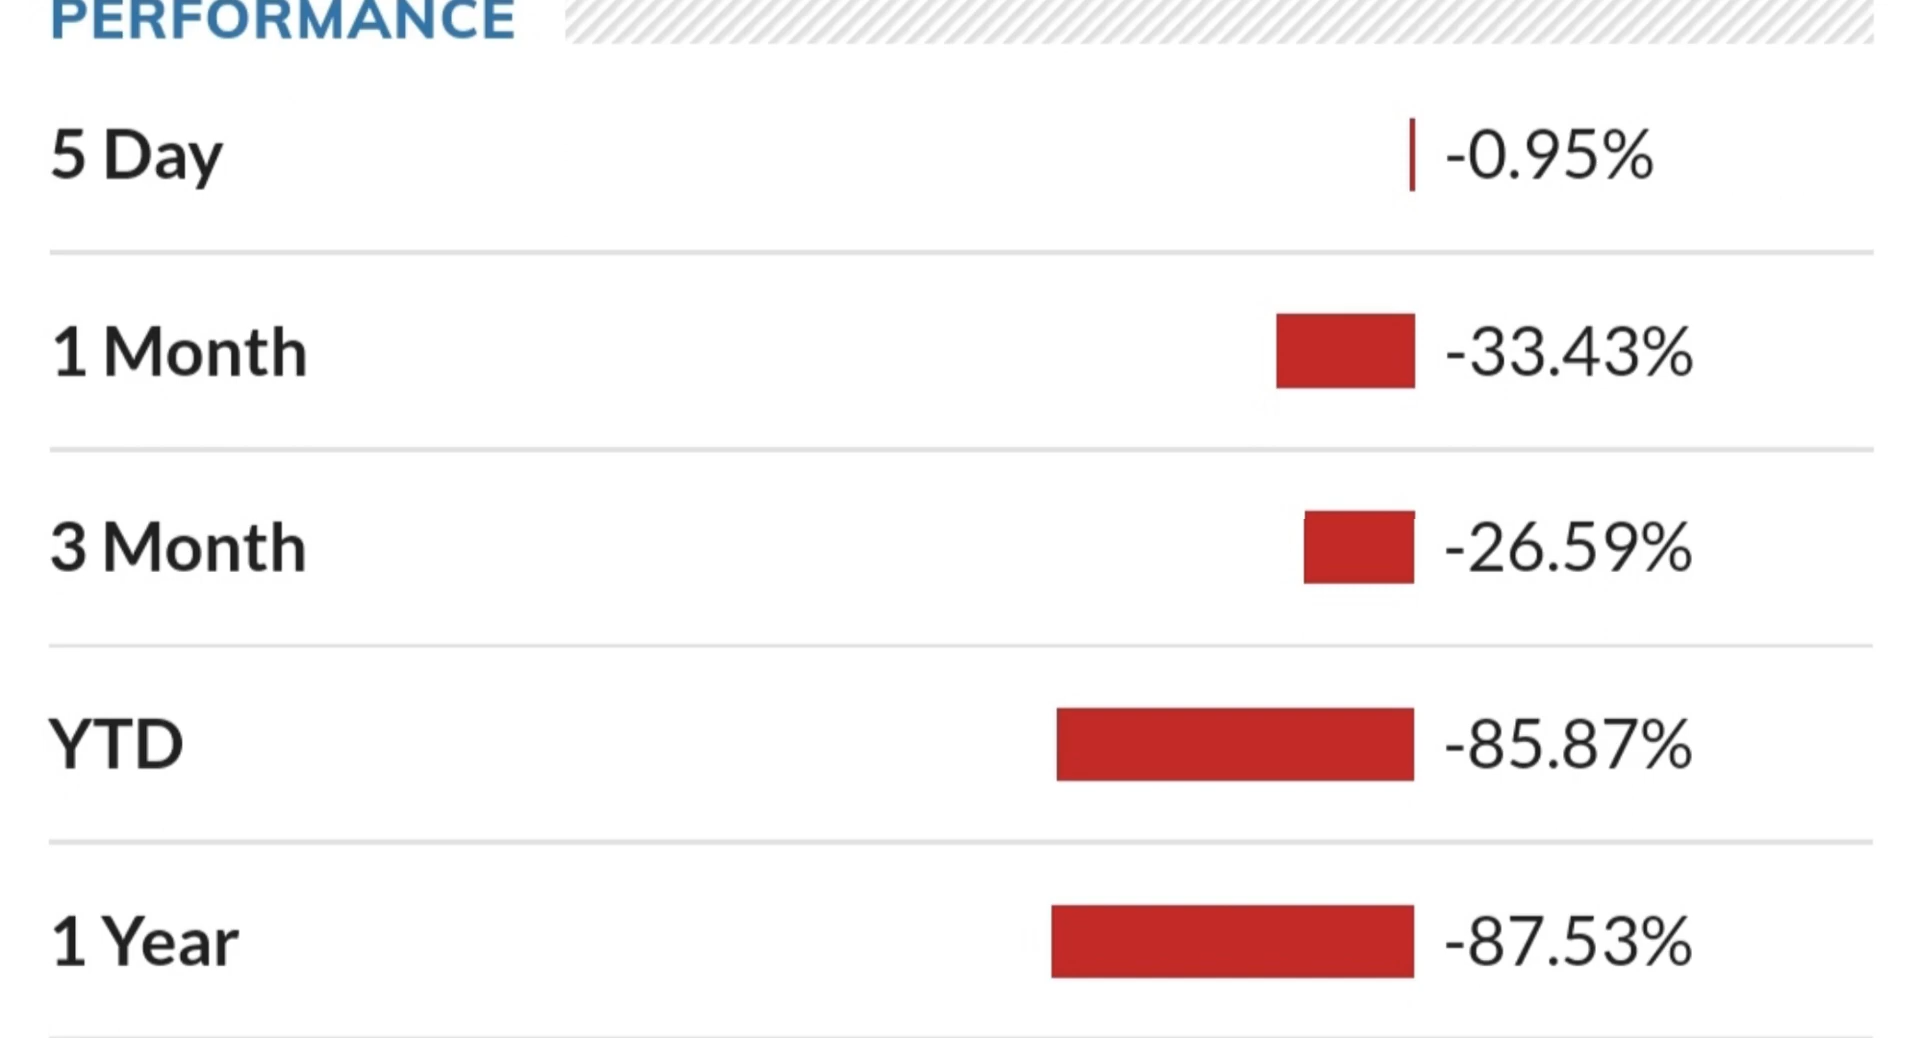 PERFORMANCE
5 Day -0.95%
1 Month -33.43%
3 Month -26.59%
YTD -85.87%
1 Year -87.53%